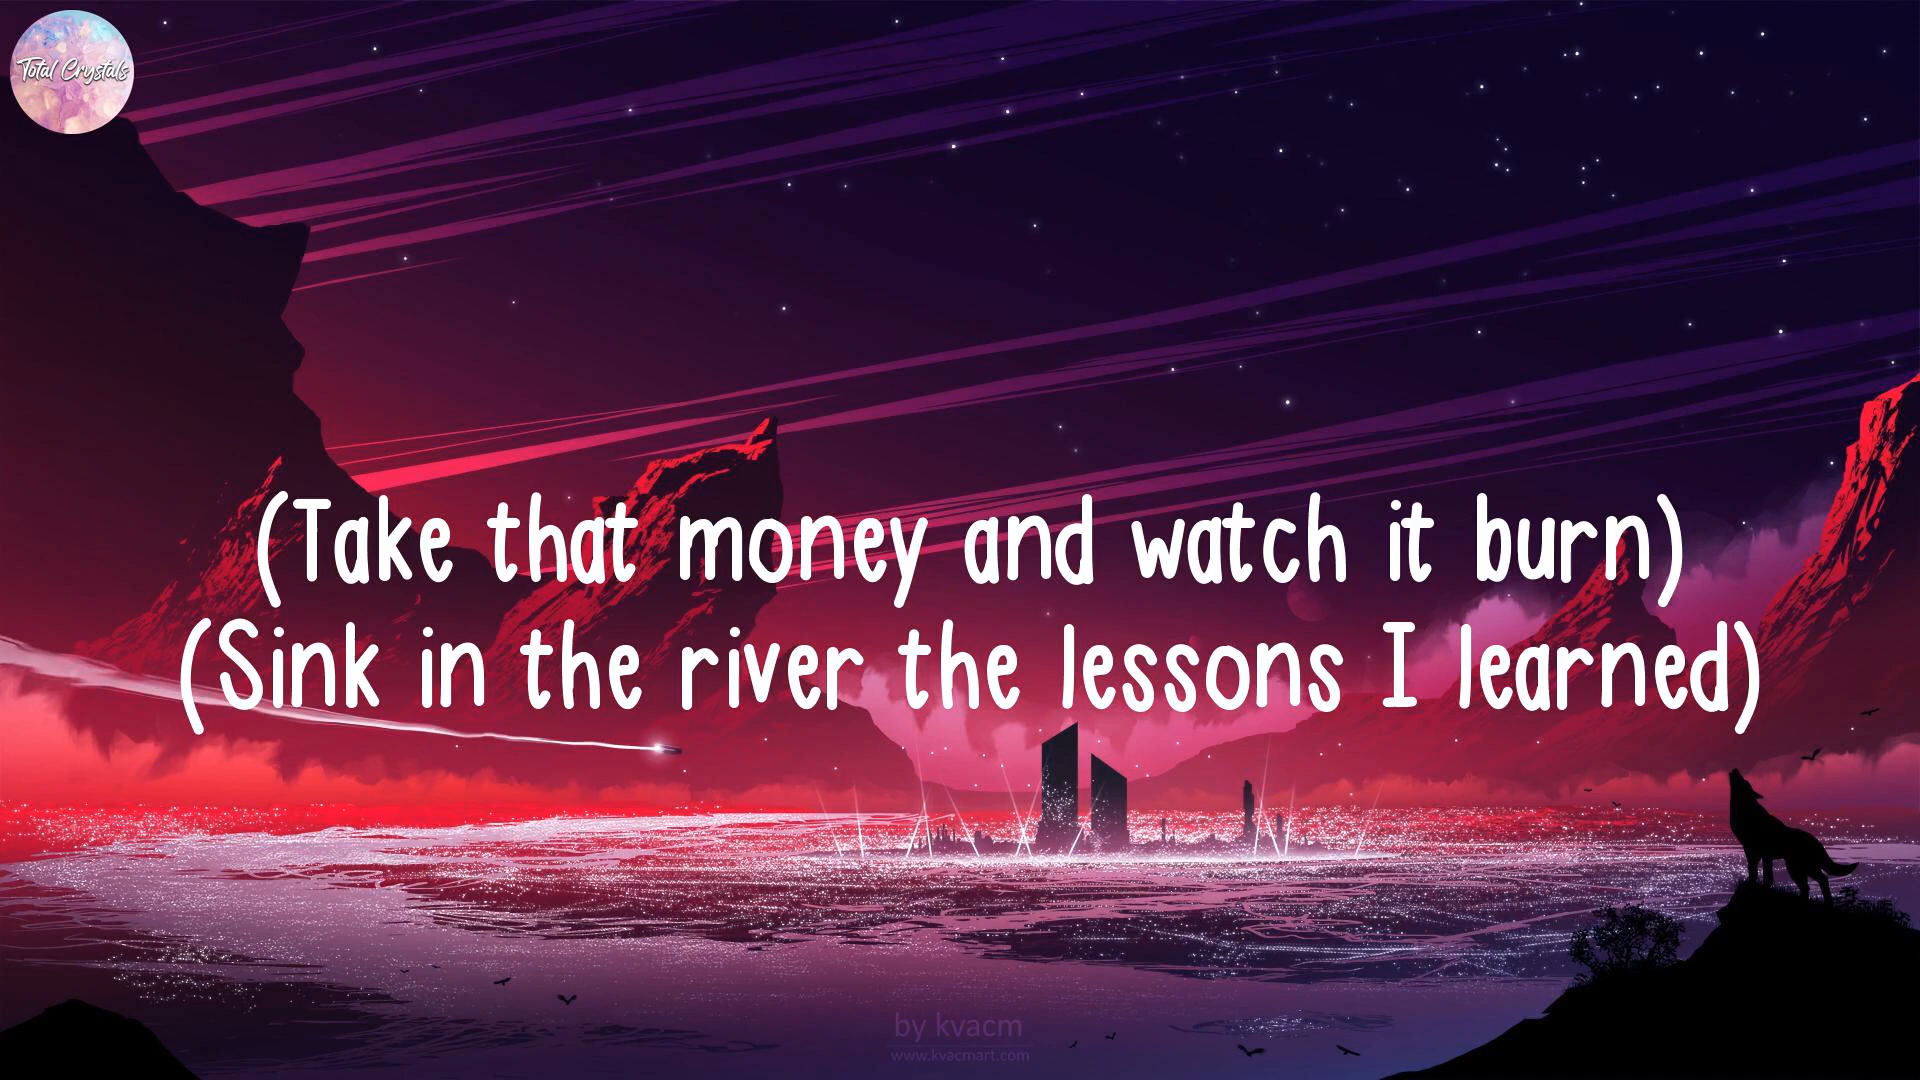 Total Crystals
(Take that money and watch it burn)
(Sink in the river the lessons I learned)
by kvacm
www.kvacmart.com